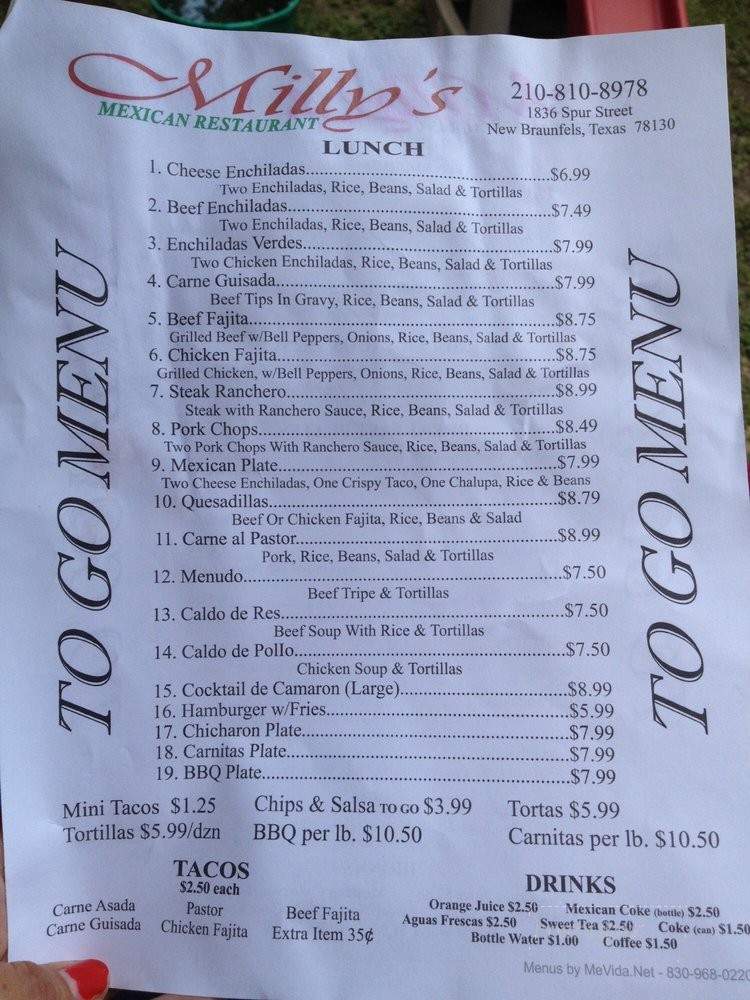 Milly's
MEXICAN RESTAURANT
210-810-8978
1836 Spur Street
New Braunfels, Texas 78130
LUNCH
1. Cheese Enchiladas..............................$6.99
Two Enchiladas, Rice, Beans, Salad & Tortillas
2. Beef Enchiladas..............................$7.49
Two Enchiladas, Rice, Beans, Salad & Tortillas
3. Enchiladas Verdes..............................$7.99
Two Chicken Enchiladas, Rice, Beans, Salad & Tortillas
4. Carne Guisada..............................$7.99
Beef Tips In Gravy, Rice, Beans, Salad & Tortillas
5. Beef Fajita..............................$8.75
Grilled Beef w/Bell Peppers, Onions, Rice, Beans, Salad & Tortillas
6. Chicken Fajita..............................$8.75
Grilled Chicken, w/Bell Peppers, Onions, Rice, Beans, Salad & Tortillas
7. Steak Ranchero..............................$8.99
Steak with Ranchero Sauce, Rice, Beans, Salad & Tortillas
8. Pork Chops..............................$8.49
Two Pork Chops With Ranchero Sauce, Rice, Beans, Salad & Tortillas
9. Mexican Plate..............................$7.99
Two Cheese Enchiladas, One Crispy Taco, One Chalupa, Rice & Beans
10. Quesadillas..............................$8.79
Beef Or Chicken Fajita, Rice, Beans & Salad
11. Carne al Pastor..............................$8.99
Pork, Rice, Beans, Salad & Tortillas
12. Menudo..............................$7.50
Beef Tripe & Tortillas
13. Caldo de Res..............................$7.50
Beef Soup With Rice & Tortillas
14. Caldo de Pollo..............................$7.50
Chicken Soup & Tortillas
15. Cocktail de Camaron (Large)..............................$8.99
16. Hamburger w/Fries..............................$5.99
17. Chicharon Plate..............................$7.99
18. Carnitas Plate..............................$7.99
19. BBQ Plate..............................$7.99
TO GO MENU
TO GO MENU
Mini Tacos $1.25 Chips & Salsa TO GO $3.99 Tortas $5.99
Tortillas $5.99/dzn BBQ per lb. $10.50 Carnitas per lb. $10.50
TACOS
$2.50 each
Carne Asada Pastor Beef Fajita
Carne Guisada Chicken Fajita Extra Item 35¢
DRINKS
Orange Juice $2.50 Mexican Coke (bottle) $2.50
Aguas Frescas $2.50 Sweet Tea $2.50 Coke (can) $1.50
Bottle Water $1.00 Coffee $1.50
Menus by MeVida.Net - 830-968-0220